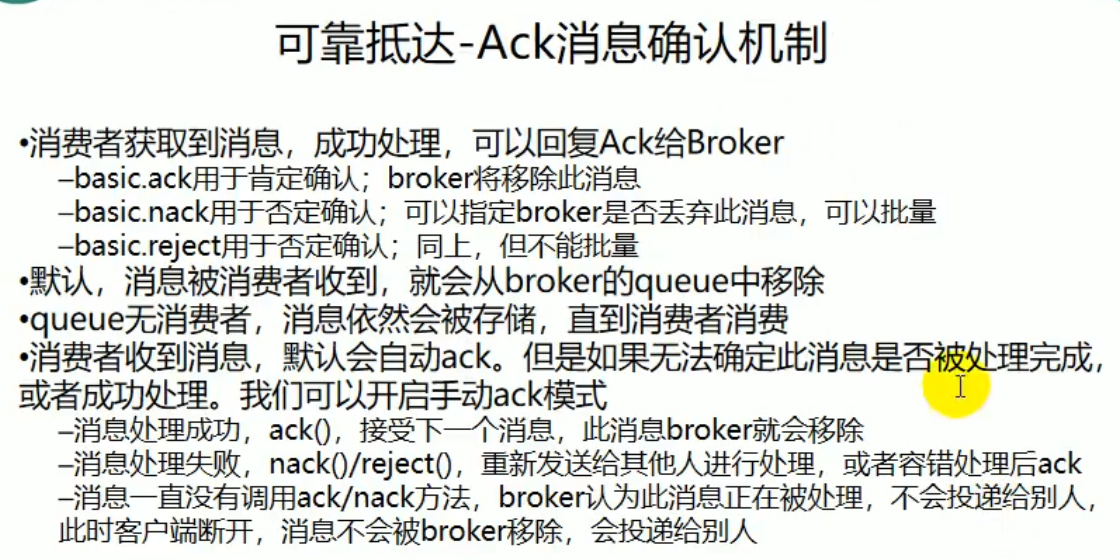 可靠抵达-Ack消息确认机制
•消费者获取到消息，成功处理，可以回复Ack给Broker
–basic.ack用于肯定确认；broker将移除此消息
–basic.nack用于否定确认；可以指定broker是否丢弃此消息，可以批量
–basic.reject用于否定确认；同上，但不能批量
•默认，消息被消费者收到，就会从broker的queue中移除
•queue无消费者，消息依然会被存储，直到消费者消费
•消费者收到消息，默认会自动ack。但是如果无法确定此消息是否被处理完成，
或者成功处理。我们可以开启手动ack模式
–消息处理成功，ack()，接受下一个消息，此消息broker就会移除
–消息处理失败，nack()/reject()，重新发送给其他人进行处理，或者容错处理后ack
–消息一直没有调用ack/nack方法，broker认为此消息正在被处理，不会投递给别人，
此时客户端断开，消息不会被broker移除，会投递给别人